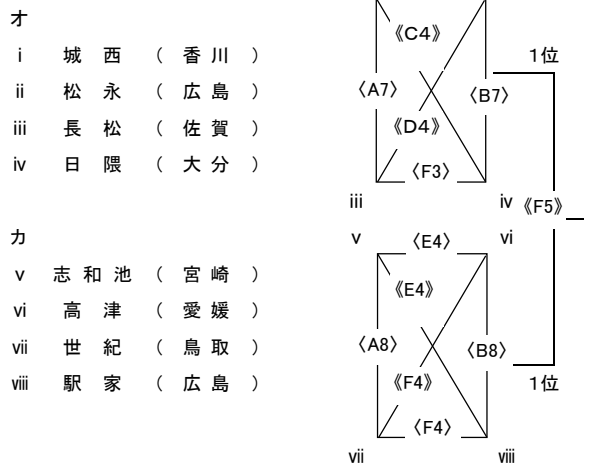 オ
ⅰ 城西（香川）
ⅱ 松永（広島）
ⅲ 長松（佐賀）
ⅳ 日隈（大分）
《C4》
1位
〈A7〉 〈B7〉
《D4》
〈F3〉
ⅲ ⅳ 《F5》
カ
ⅴ 志和池（宮崎）
ⅵ 高津（愛媛）
ⅶ 世紀（鳥取）
ⅷ 駅家（広島）
ⅴ 〈E4〉 ⅵ
《E4》
〈A8〉 〈B8〉
《F4》 1位
〈F4〉
ⅶ ⅷ